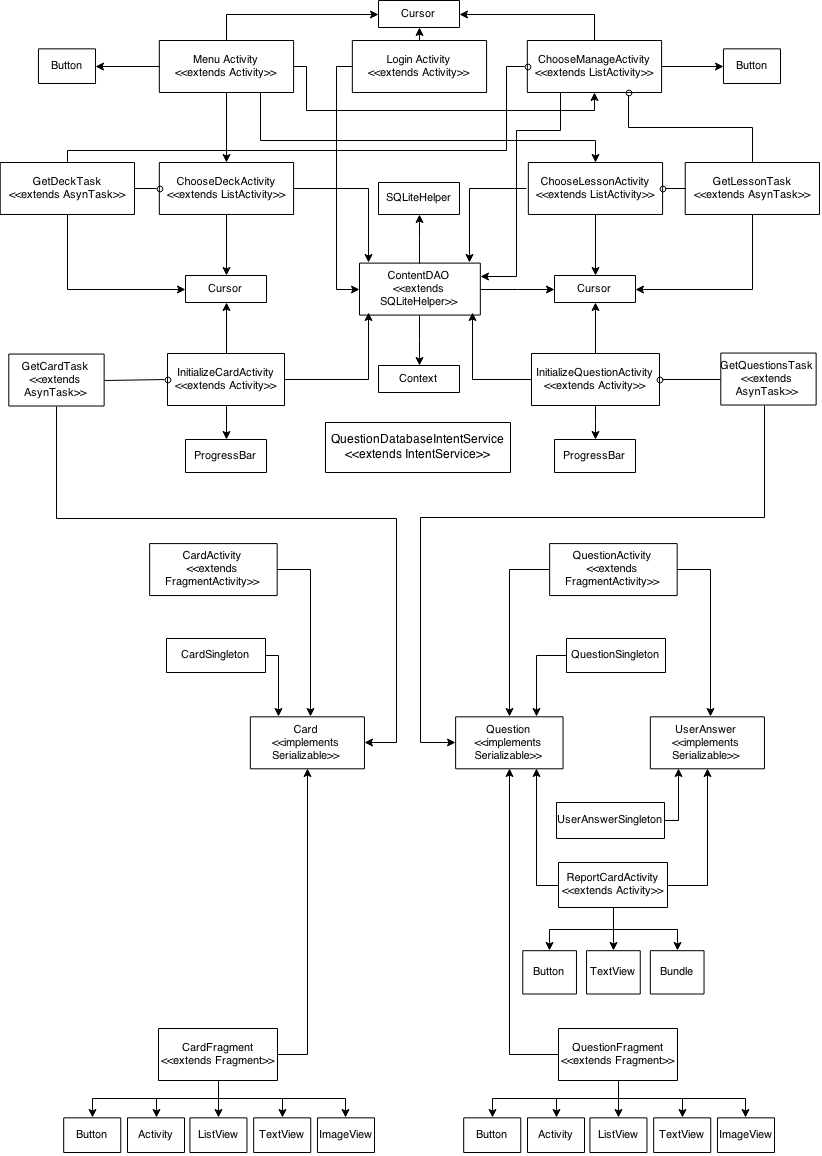 Cursor
Button
Menu Activity
<<extends Activity>>
Login Activity
<<extends Activity>>
ChooseManageActivity
<<extends ListActivity>>
Button
GetDeckTask
<<extends AsynTask>>
ChooseDeckActivity
<<extends ListActivity>>
SQLiteHelper
ChooseLessonActivity
<<extends ListActivity>>
GetLessonTask
<<extends AsynTask>>
Cursor
ContentDAO
<<extends
SQLiteHelper>>
Cursor
GetCardTask
<<extends
AsynTask>>
InitializeCardActivity
<<extends Activity>>
Context
InitializeQuestionActivity
<<extends Activity>>
GetQuestionsTask
<<extends
AsynTask>>
ProgressBar
QuestionDatabaseIntentService
<<extends IntentService>>
ProgressBar
CardActivity
<<extends
FragmentActivity>>
QuestionActivity
<<extends
FragmentActivity>>
CardSingleton
QuestionSingleton
Card
<<implements
Serializable>>
Question
<<implements
Serializable>>
UserAnswer
<<implements
Serializable>>
UserAnswerSingleton
ReportCardActivity
<<extends Activity>>
Button
TextView
Bundle
CardFragment
<<extends Fragment>>
QuestionFragment
<<extends Fragment>>
Button
Activity
ListView
TextView
ImageView
Button
Activity
ListView
TextView
ImageView